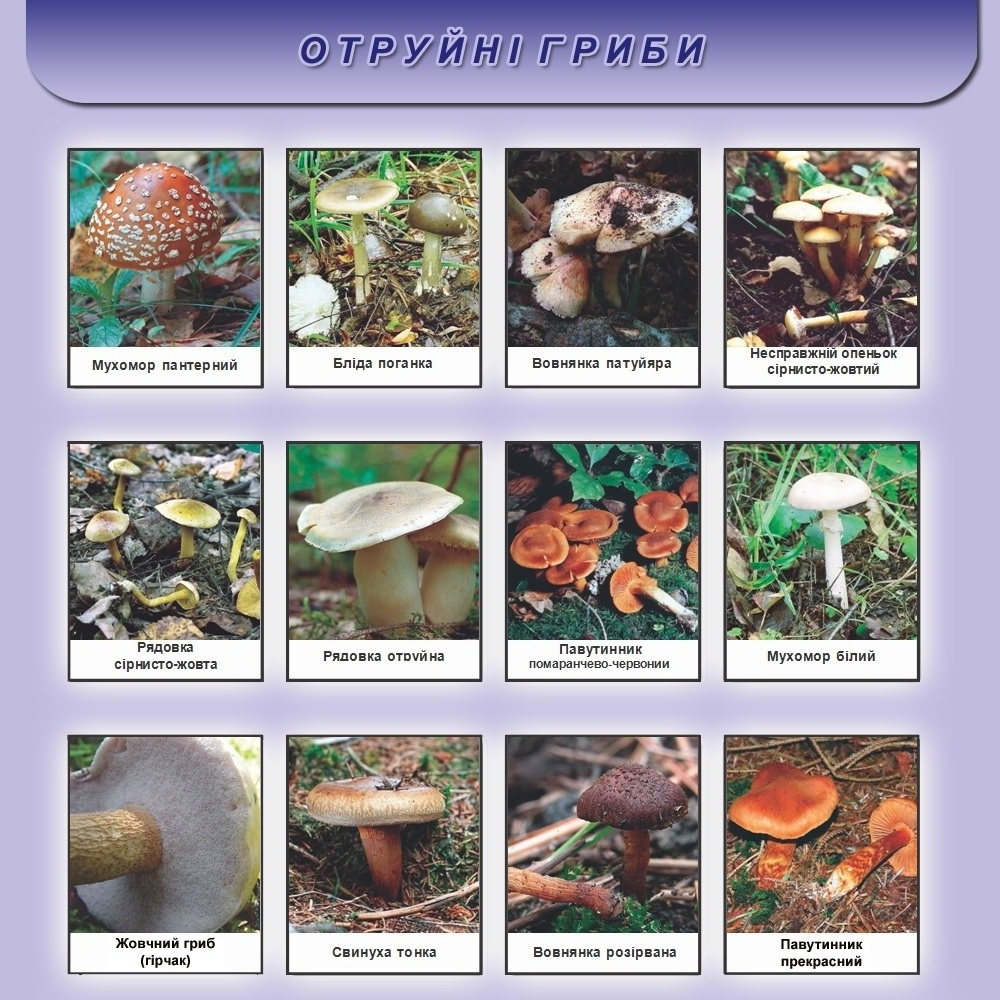 ОТРУЙНІ ГРИБИ
Мухомор пантерний
Бліда поганка
Вовнянка патуйяра
Несправжній опеньок
сірнисто-жовтий
Рядовка
сірнисто-жовта
Рядовка отруйна
Павутинник
помаранчево-червоний
Мухомор білий
Жовчний гриб
(гірчак)
Свинуха тонка
Вовнянка розірвана
Павутинник
прекрасний